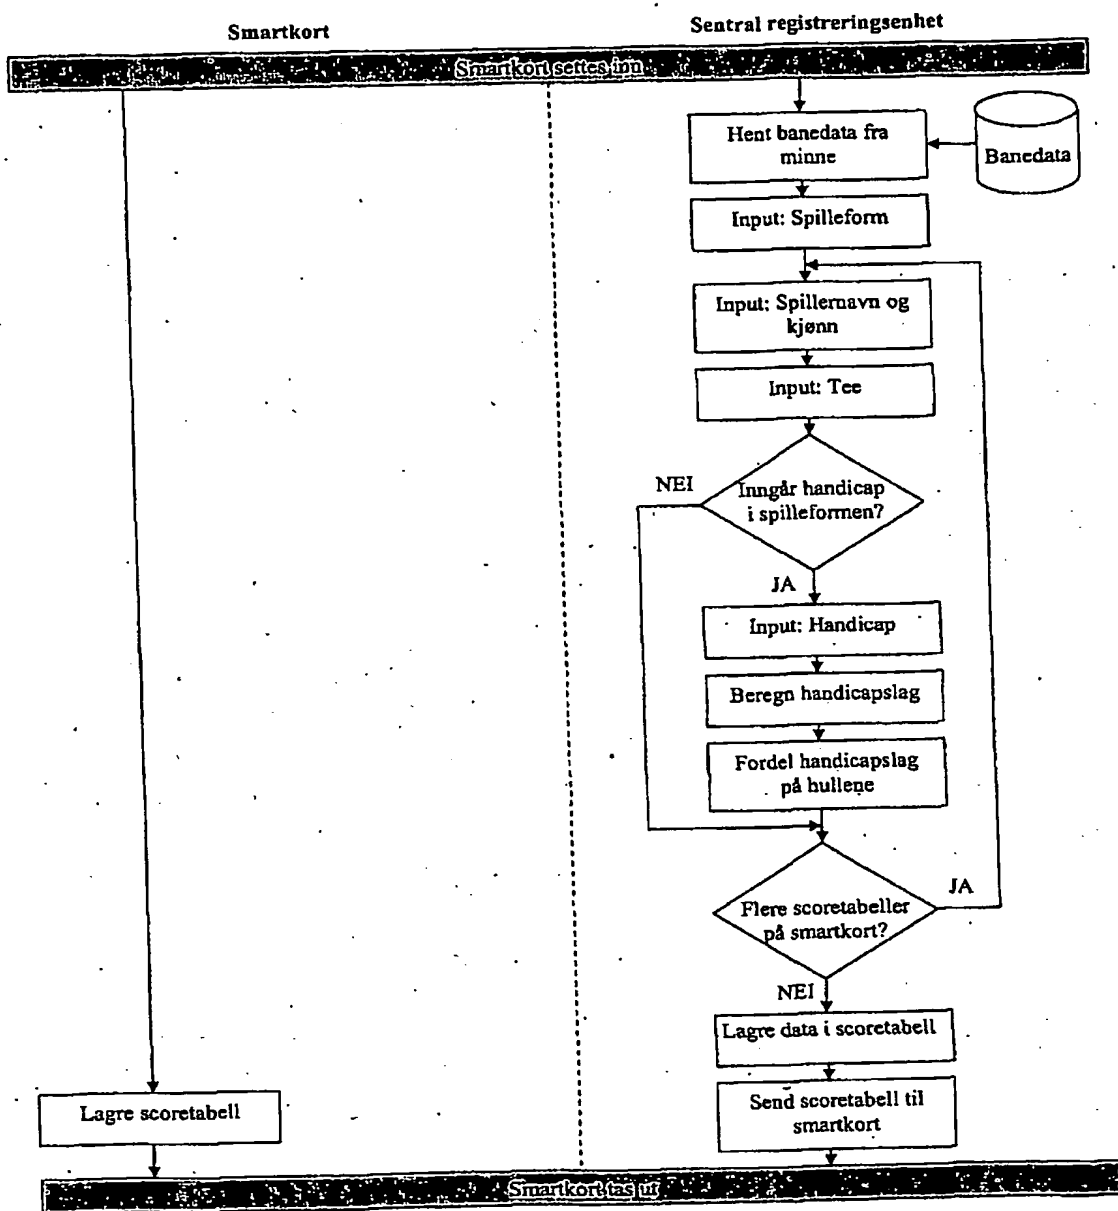 Smartkort
Sentral registreringsenhet
Smartkort settes inn
Hent banedata fra
minne
Banedata
Input: Spilleform
Input: Spillernavn og
kjønn
Input: Tee
NEI
Inngår handicap
i spilleformen?
JA
Input: Handicap
Beregn handicapslag
Fordel handicapslag
på hullene
JA
Flere scoretabeller
på smartkort?
NEI
Lagre data i scoretabell
Lagre scoretabell
Send scoretabell til
smartkort
Smartkort tas ut